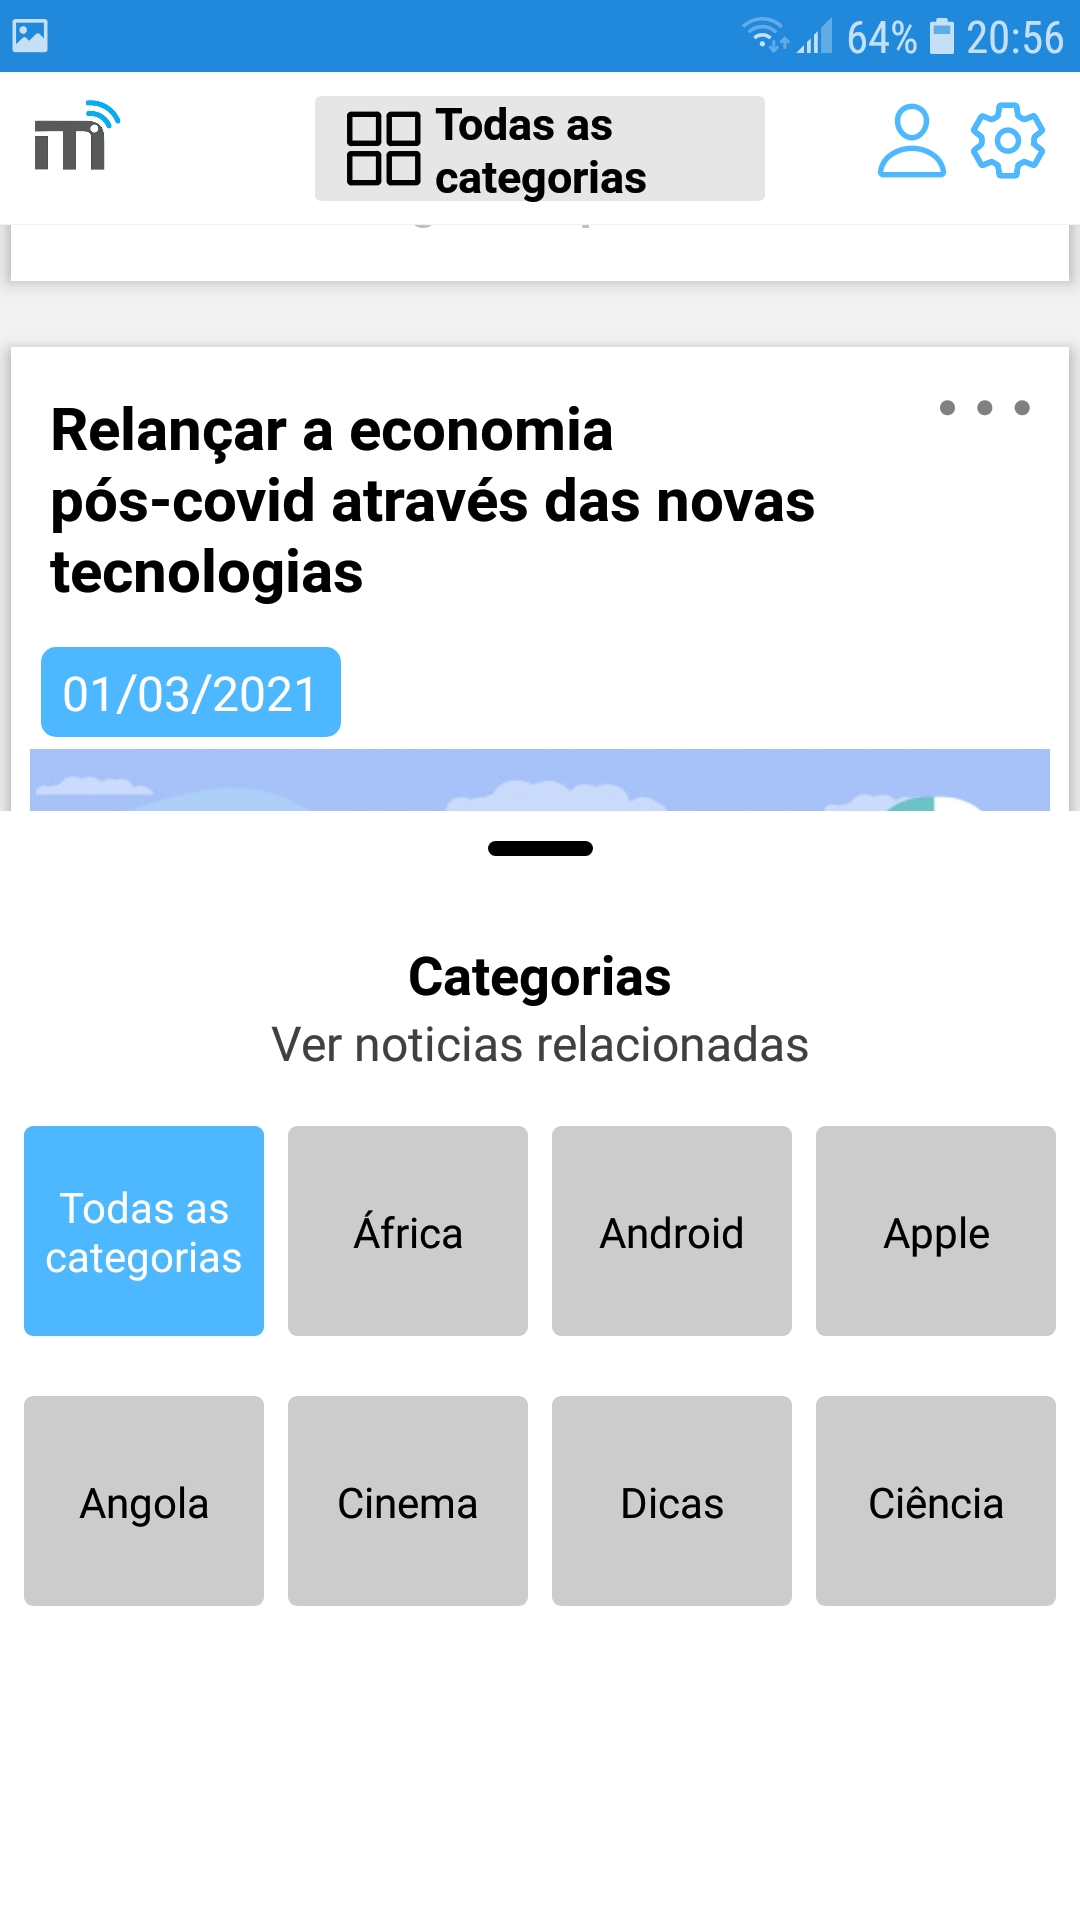 64% 20:56
Todas as
categorias
Relançar a economia
pós-covid através das novas
tecnologias
01/03/2021
Categorias
Ver noticias relacionadas
Todas as
categorias
África
Android
Apple
Angola
Cinema
Dicas
Ciência